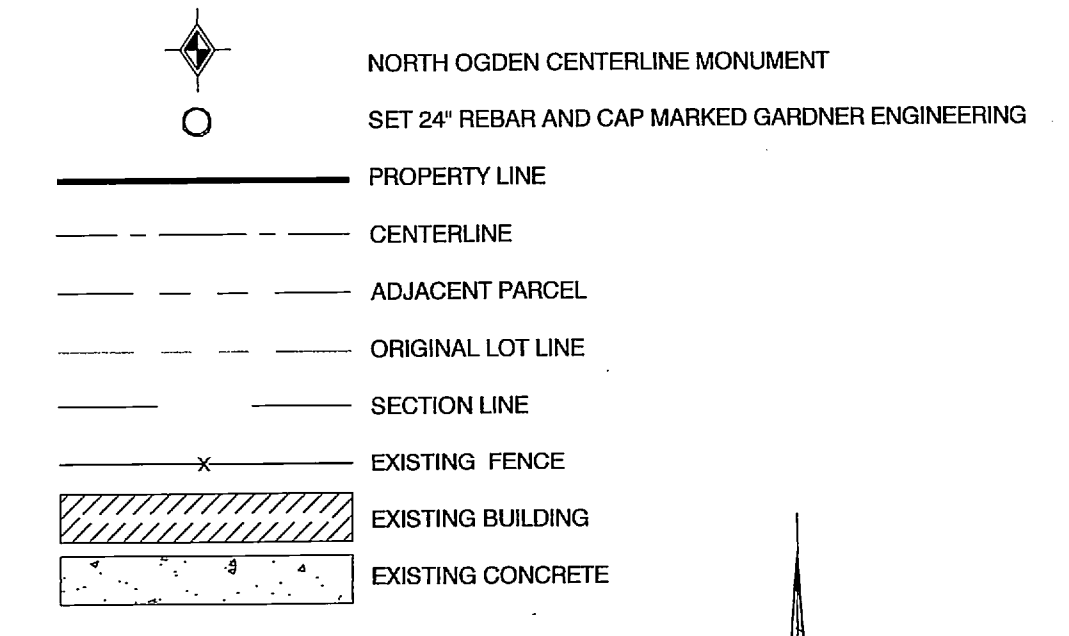 NORTH OGDEN CENTERLINE MONUMENT
SET 24" REBAR AND CAP MARKED GARDNER ENGINEERING
PROPERTY LINE
CENTERLINE
ADJACENT PARCEL
ORIGINAL LOT LINE
SECTION LINE
EXISTING FENCE
EXISTING BUILDING
EXISTING CONCRETE